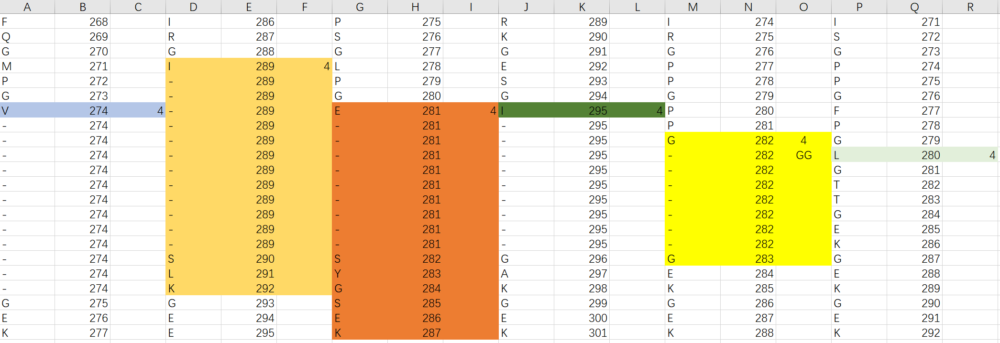 A B C D E F G H I J K L M N O P Q R
F 268 I 286 P 275 R 289 I 274 I 271
Q 269 R 287 S 276 K 290 R 275 S 272
G 270 G 288 G 277 G 291 G 276 G 273
M 271 I 289 4 L 278 E 292 P 277 P 274
P 272 - 289 P 279 S 293 P 278 P 275
G 273 - 289 G 280 G 294 G 279 G 276
V 274 4 - 289 E 281 4 I 295 4 P 280 F 277
- 274 - 289 - 281 - 295 P 281 P 278
- 274 - 289 - 281 - 295 G 282 4 G 279
- 274 - 289 - 281 - 295 - 282 GG L 280 4
- 274 - 289 - 281 - 295 - 282 G 281
- 274 - 289 - 281 - 295 - 282 T 282
- 274 - 289 - 281 - 295 - 282 T 283
- 274 - 289 - 281 - 295 - 282 G 284
- 274 - 289 - 281 - 295 - 282 E 285
- 274 - 289 - 281 - 295 - 282 K 286
- 274 S 290 S 282 G 296 G 283 G 287
- 274 L 291 Y 283 A 297 E 284 E 288
- 274 K 292 G 284 K 298 K 285 K 289
G 275 G 293 S 285 G 299 G 286 G 290
E 276 E 294 E 286 E 300 E 287 E 291
K 277 E 295 K 287 K 301 K 288 K 292